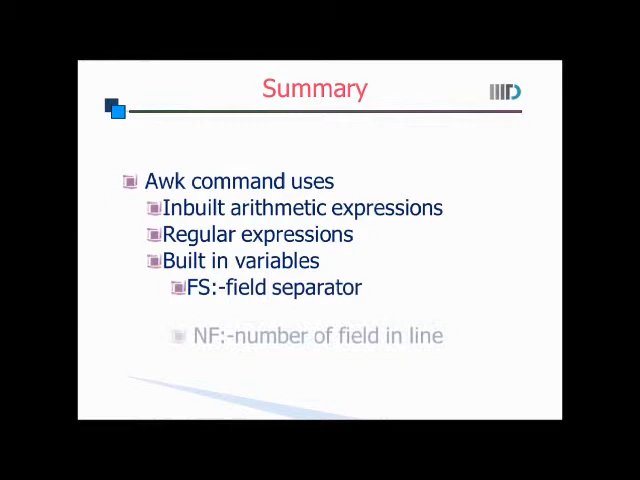 Summary
Awk command uses
Inbuilt arithmetic expressions
Regular expressions
Built in variables
FS:-field separator
NF:-number of field in line